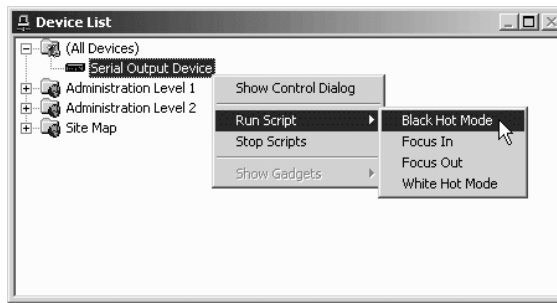 Device List
(All Devices)
Serial Output Device
Administration Level 1
Administration Level 2
Site Map
Show Control Dialog
Run Script
Stop Scripts
Show Gadgets
Black Hot Mode
Focus In
Focus Out
White Hot Mode